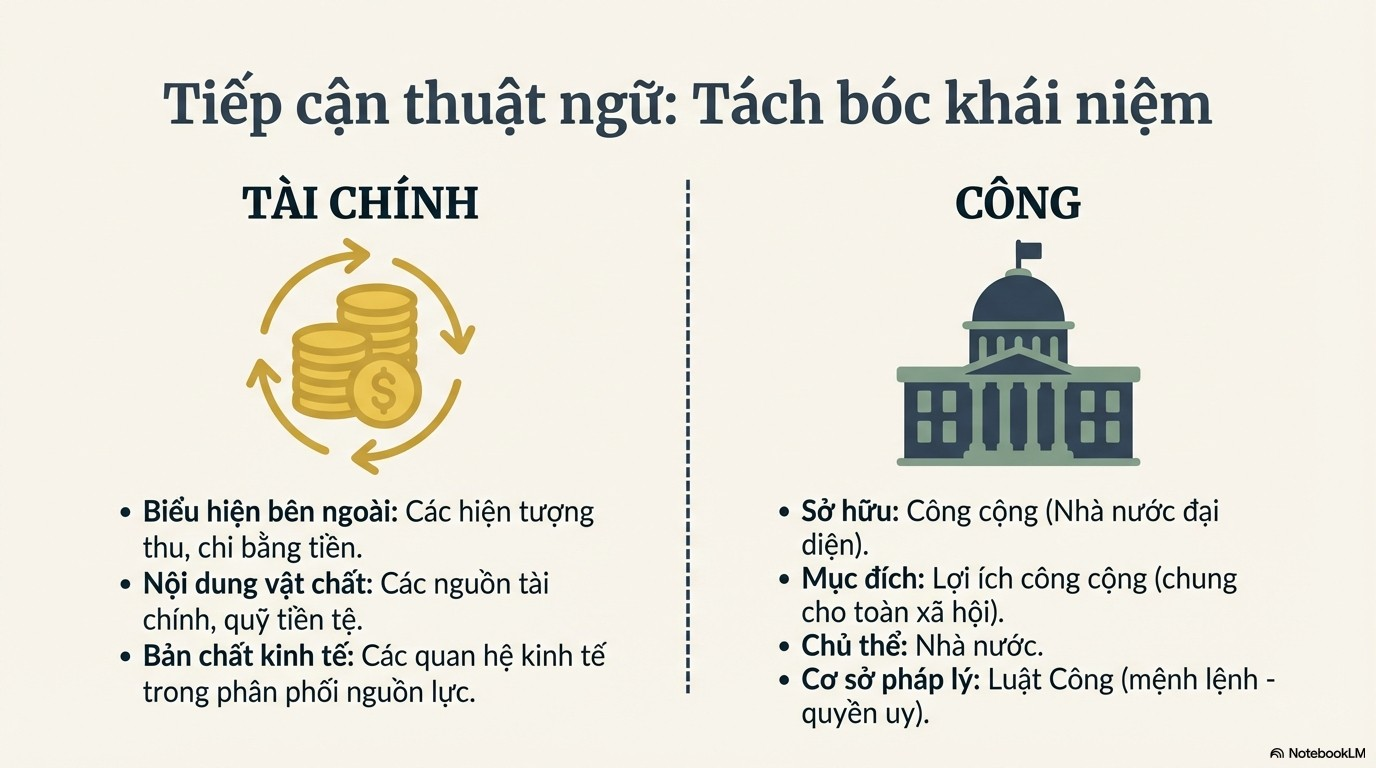 Tiếp cận thuật ngữ: Tách bóc khái niệm
TÀI CHÍNH
$
• Biểu hiện bên ngoài: Các hiện tượng
thu, chi bằng tiền.
• Nội dung vật chất: Các nguồn tài
chính, quỹ tiền tệ.
• Bản chất kinh tế: Các quan hệ kinh tế
trong phân phối nguồn lực.
CÔNG
• Sở hữu: Công cộng (Nhà nước đại
diện).
• Mục đích: Lợi ích công cộng (chung
cho toàn xã hội).
• Chủ thể: Nhà nước.
• Cơ sở pháp lý: Luật Công (mệnh lệnh -
quyền uy).
NotebookLM